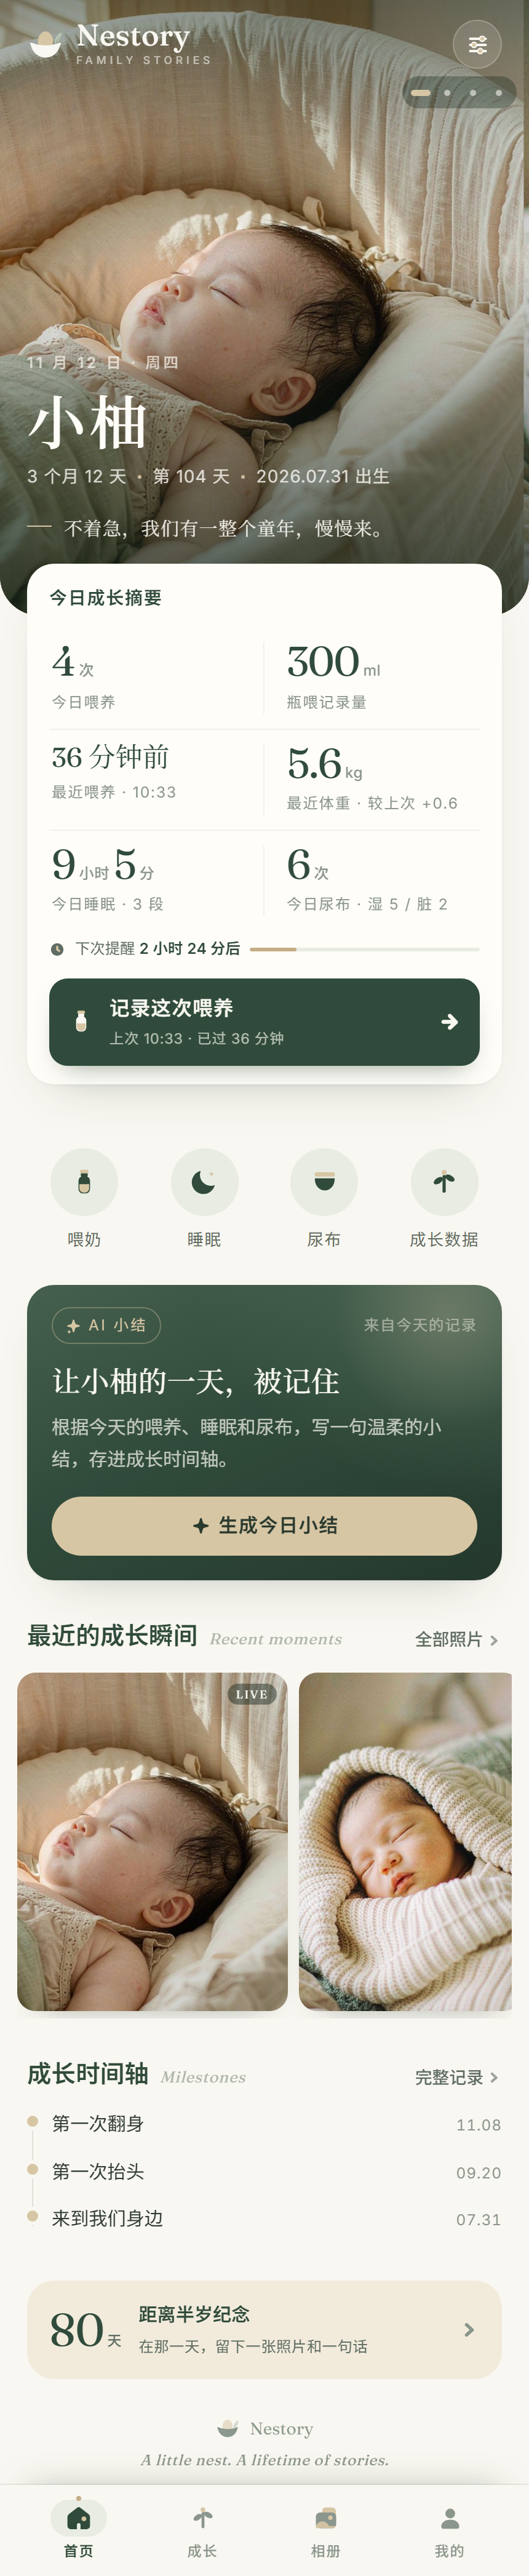 Nestory
FAMILY STORIES
11 月 12 日 · 周四
小柚
3 个月 12 天 · 第 104 天 · 2026.07.31 出生
不着急，我们有一整个童年，慢慢来。
今日成长摘要
4 次
300 ml
今日喂养
瓶喂记录量
36 分钟前
5.6 kg
最近喂养 · 10:33
最近体重 · 较上次 +0.6
9 小时 5 分
6 次
今日睡眠 · 3 段
今日尿布 · 湿 5 / 脏 2
下次提醒 2 小时 24 分后
记录这次喂养
上次 10:33 · 已过 36 分钟
喂奶
睡眠
尿布
成长数据
AI 小结
来自今天的记录
让小柚的一天，被记住
根据今天的喂养、睡眠和尿布，写一句温柔的小
结，存进成长时间轴。
生成今日小结
最近的成长瞬间 Recent moments
全部照片
LIVE
成长时间轴 Milestones
完整记录
第一次翻身 11.08
第一次抬头 09.20
来到我们身边 07.31
80 天
距离半岁纪念
在那一天，留下一张照片和一句话
Nestory
A little nest. A lifetime of stories.
首页
成长
相册
我的